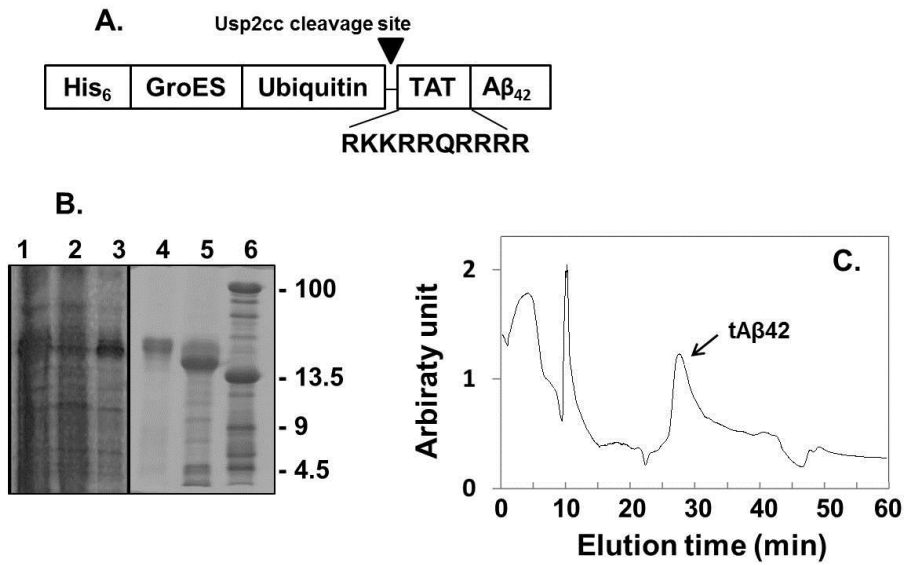 A.
Usp2cc cleavage site
His6 GroES Ubiquitin TAT Aβ42
RKKRRQRRRR
B.
1 2 3 4 5 6
- 100
- 13.5
- 9
- 4.5
C.
Arbiraty unit
2
1
0
tAβ42
0 10 20 30 40 50 60
Elution time (min)